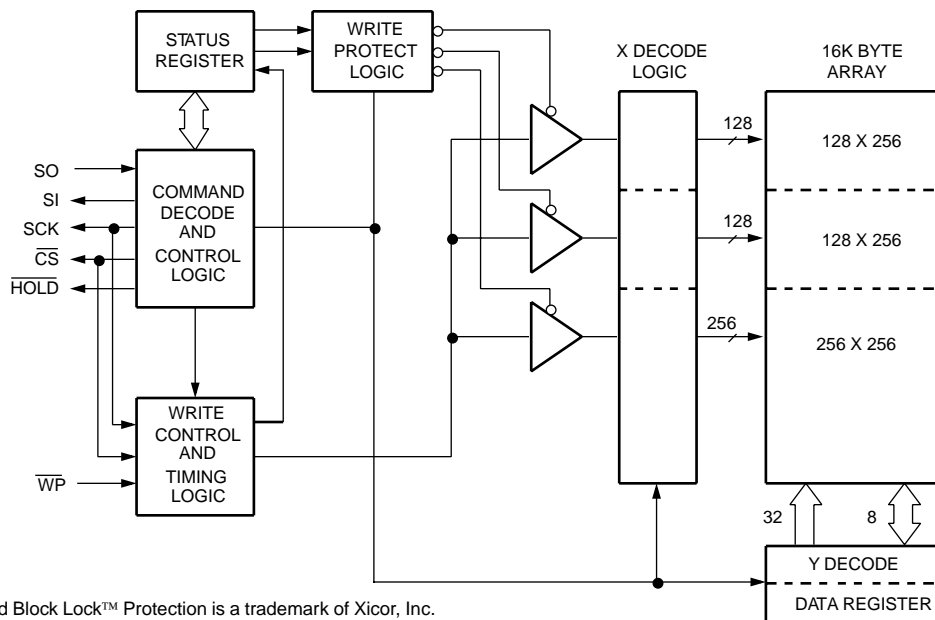 STATUS
REGISTER
WRITE
PROTECT
LOGIC
X DECODE
LOGIC
16K BYTE
ARRAY
SO
SI
SCK
CS
HOLD
COMMAND
DECODE
AND
CONTROL
LOGIC
128
128 X 256
128
128 X 256
256
256 X 256
WRITE
CONTROL
AND
TIMING
LOGIC
WP
32
8
Y DECODE
DATA REGISTER
d Block Lock™ Protection is a trademark of Xicor, Inc.